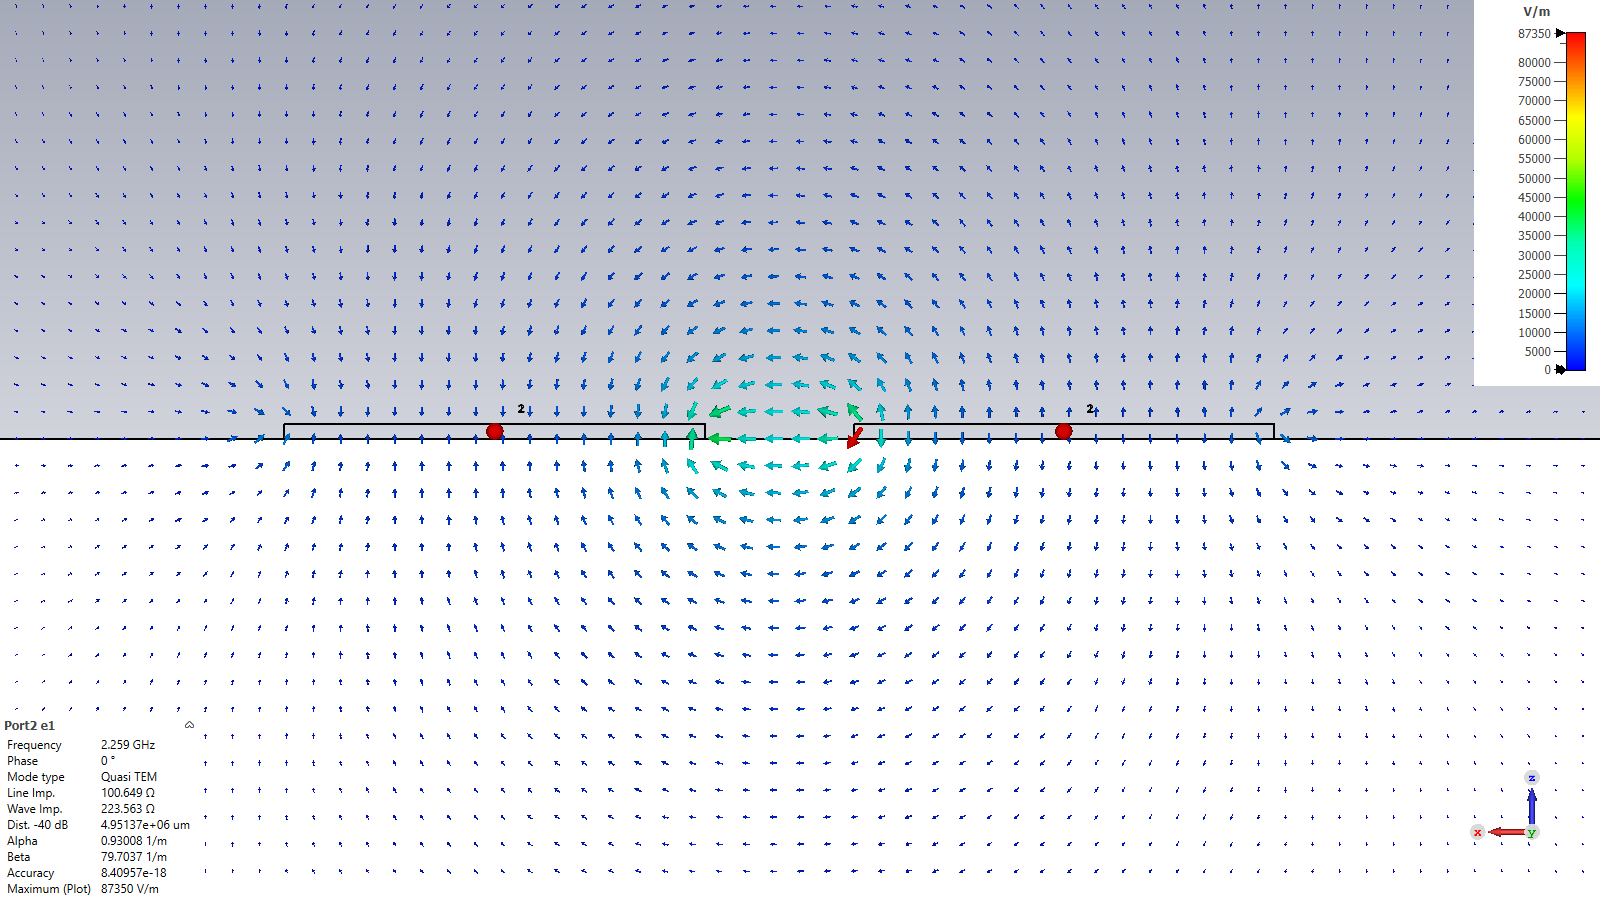 V/m
87350
80000
75000
70000
65000
60000
55000
50000
45000
40000
35000
30000
25000
20000
15000
10000
5000
0
2 2
Port2 e1
Frequency 2.259 GHz
Phase 0 °
Mode type Quasi TEM
Line Imp. 100.649 Ω
Wave Imp. 223.563 Ω
Dist. -40 dB 4.95137e+06 um
Alpha 0.93008 1/m
Beta 79.7037 1/m
Accuracy 8.40957e-18
Maximum (Plot) 87350 V/m
z
x y